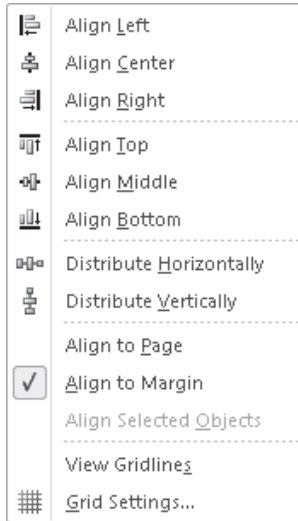 Align Left
Align Center
Align Right
Align Top
Align Middle
Align Bottom
Distribute Horizontally
Distribute Vertically
Align to Page
Align to Margin
Align Selected Objects
View Gridlines
Grid Settings...